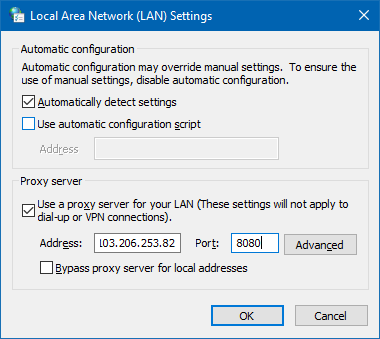 Local Area Network (LAN) Settings
Automatic configuration
Automatic configuration may override manual settings. To ensure the
use of manual settings, disable automatic configuration.
Automatically detect settings
Use automatic configuration script
Address
Proxy server
Use a proxy server for your LAN (These settings will not apply to
dial-up or VPN connections).
Address: 103.206.253.82 Port: 8080 Advanced
Bypass proxy server for local addresses
OK Cancel